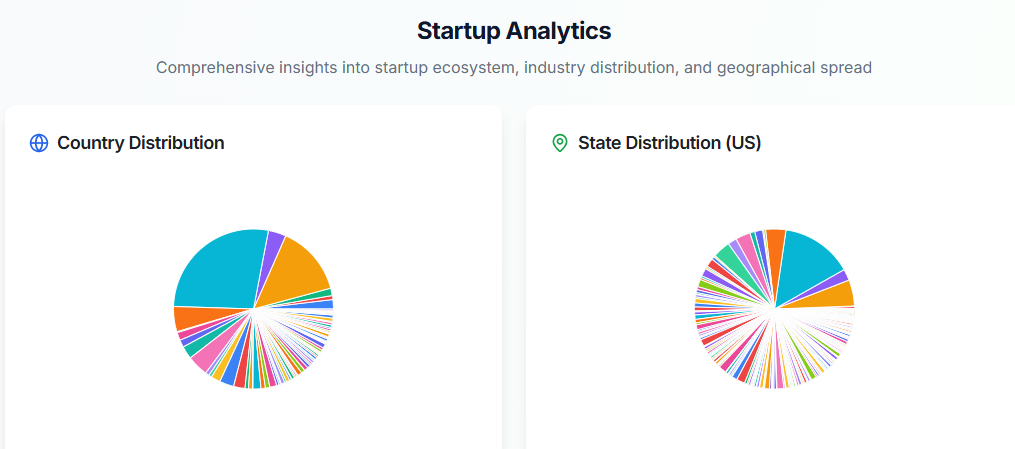 Startup Analytics
Comprehensive insights into startup ecosystem, industry distribution, and geographical spread
Country Distribution
State Distribution (US)